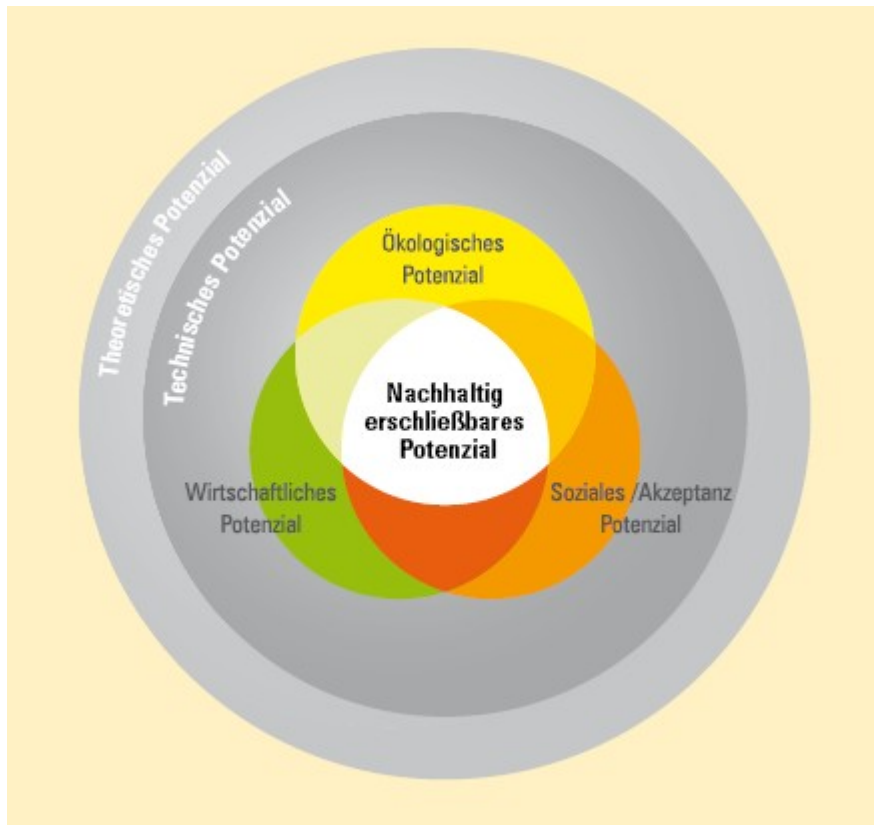 Theoretisches Potenzial
Technisches Potenzial
Ökologisches
Potenzial
Nachhaltig
erschließbares
Potenzial
Wirtschaftliches
Potenzial
Soziales /Akzeptanz
Potenzial